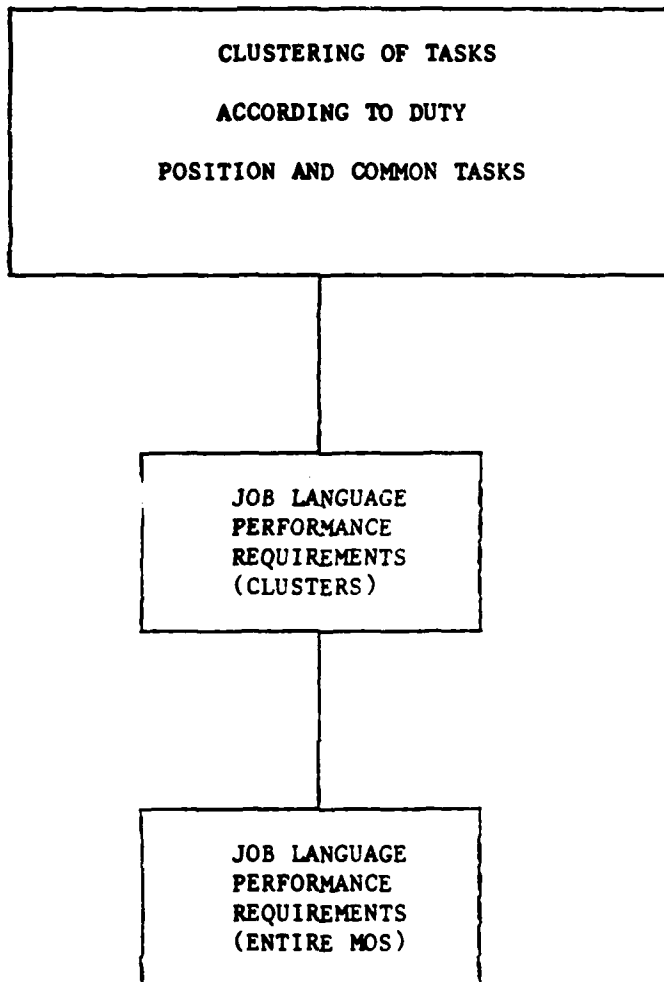 CLUSTERING OF TASKS
ACCORDING TO DUTY
POSITION AND COMMON TASKS
JOB LANGUAGE
PERFORMANCE
REQUIREMENTS
(CLUSTERS)
JOB LANGUAGE
PERFORMANCE
REQUIREMENTS
(ENTIRE MOS)